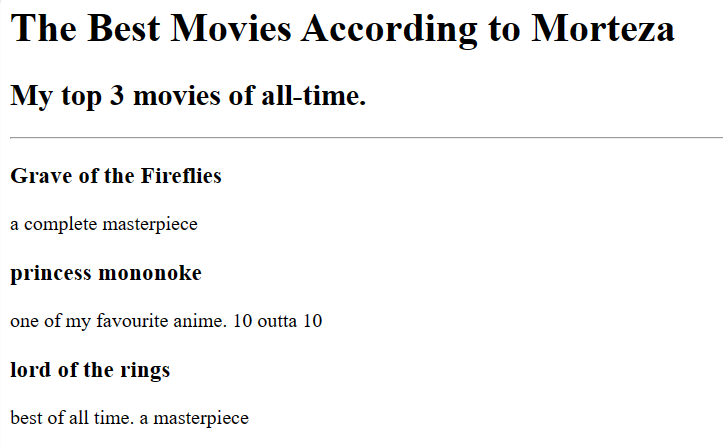 The Best Movies According to Morteza
My top 3 movies of all-time.
Grave of the Fireflies
a complete masterpiece
princess mononoke
one of my favourite anime. 10 outta 10
lord of the rings
best of all time. a masterpiece